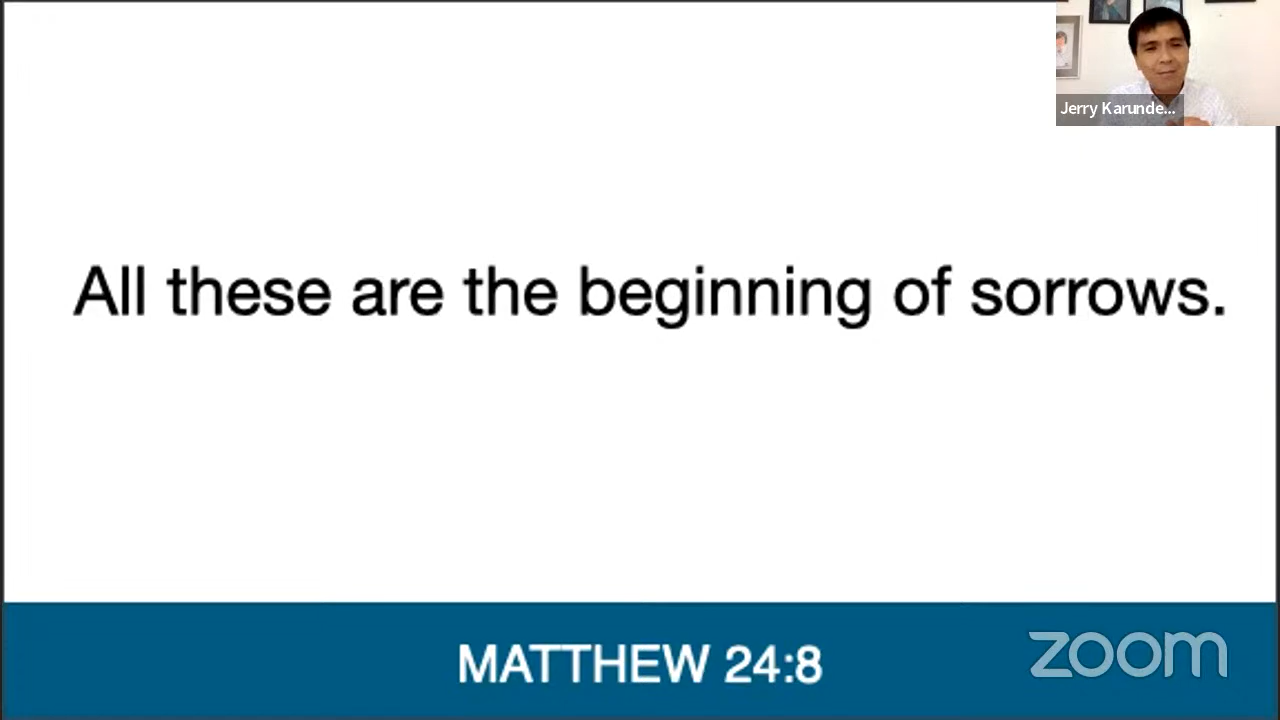 Jerry Karunde...
All these are the beginning of sorrows.
MATTHEW 24:8
zoom